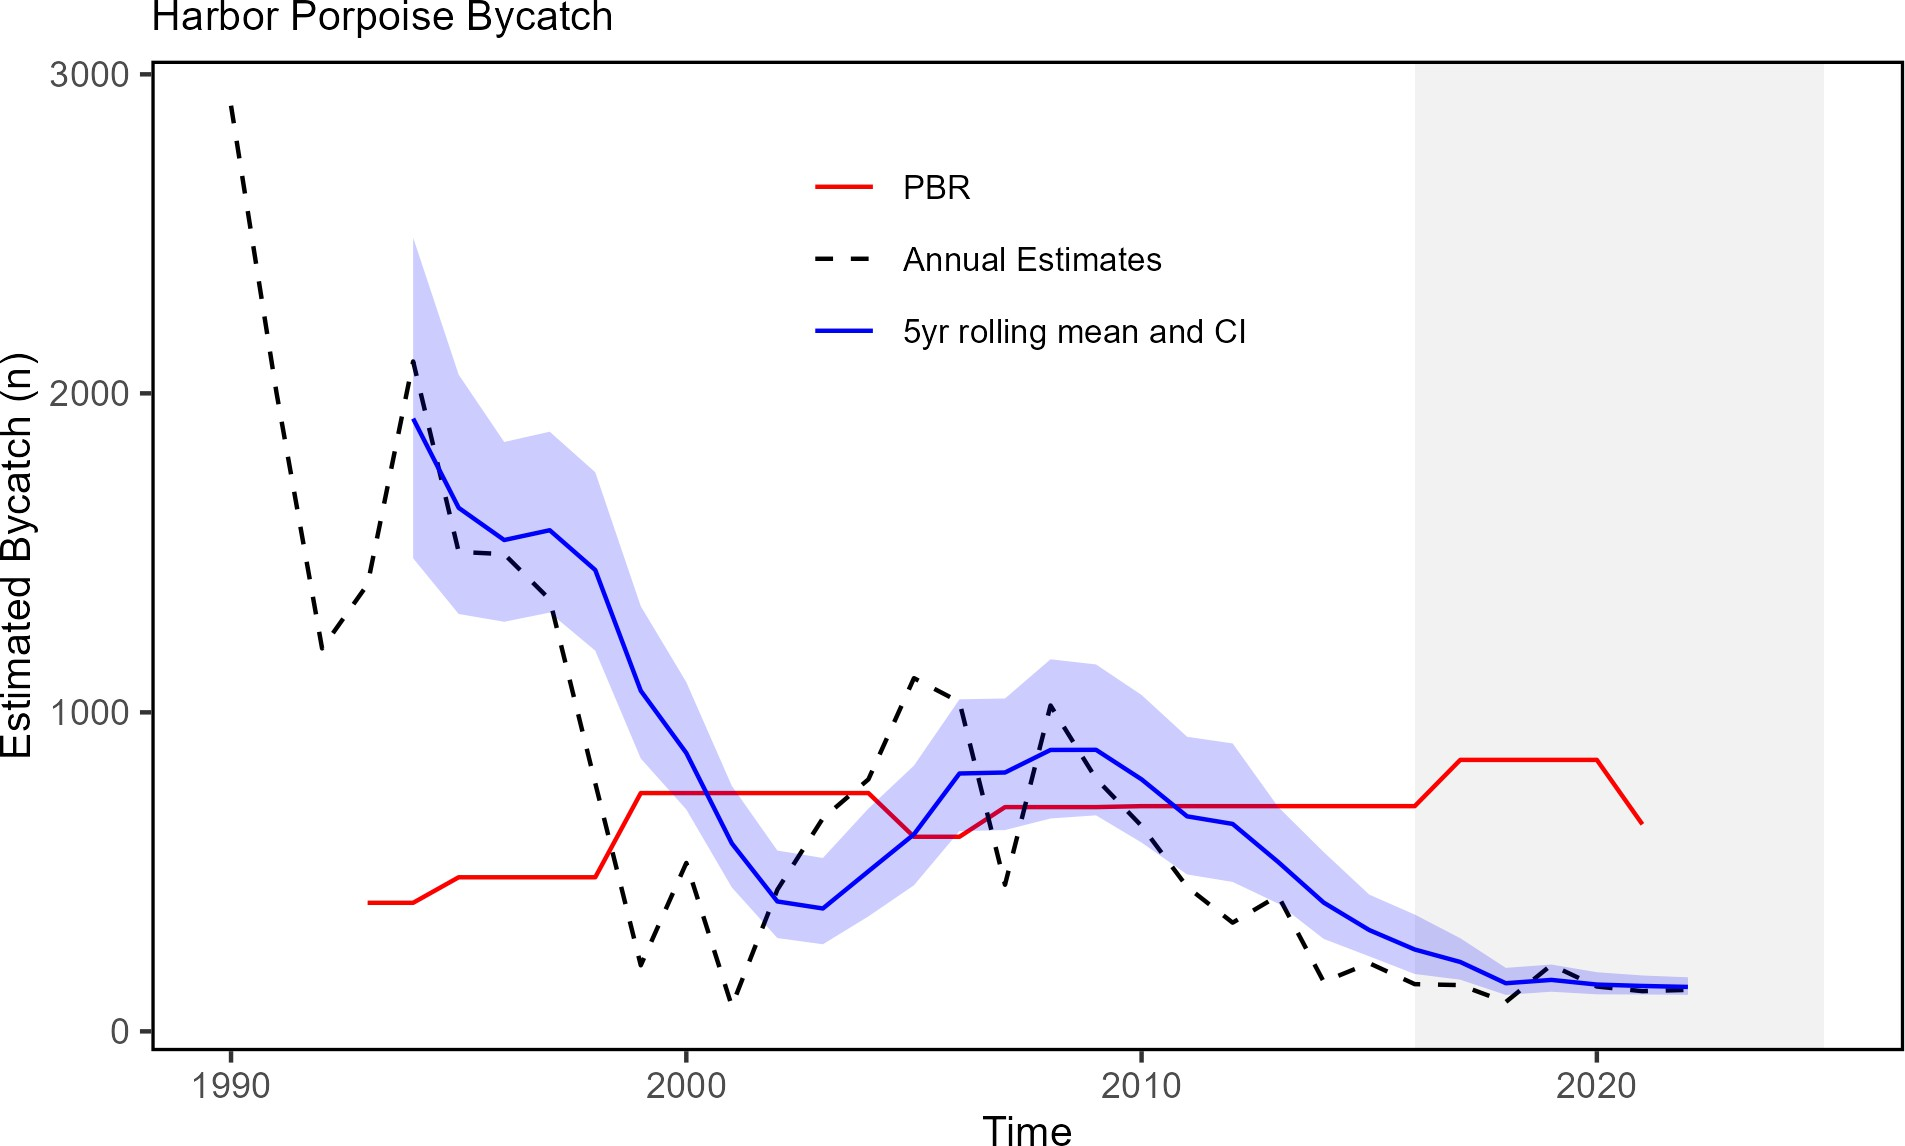 Harbor Porpoise Bycatch
3000
2000
1000
0
Estimated Bycatch (n)
PBR
Annual Estimates
5yr rolling mean and CI
1990
2000
2010
2020
Time